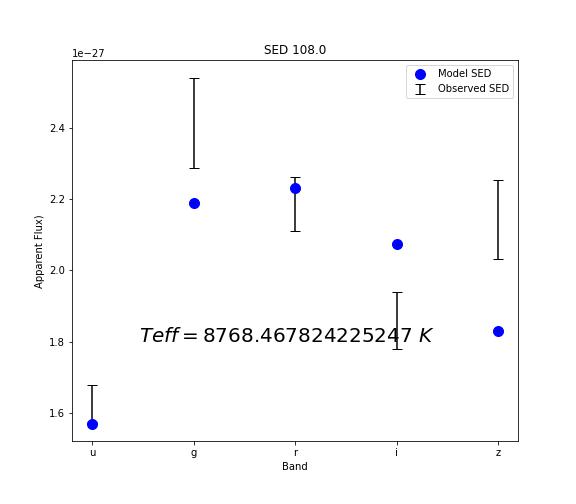 SED 108.0
1e−27
Model SED
Observed SED
2.4
2.2
2.0
1.8
1.6
Apparent Flux)
Teff = 8768.467824225247 K
u g r i z
Band